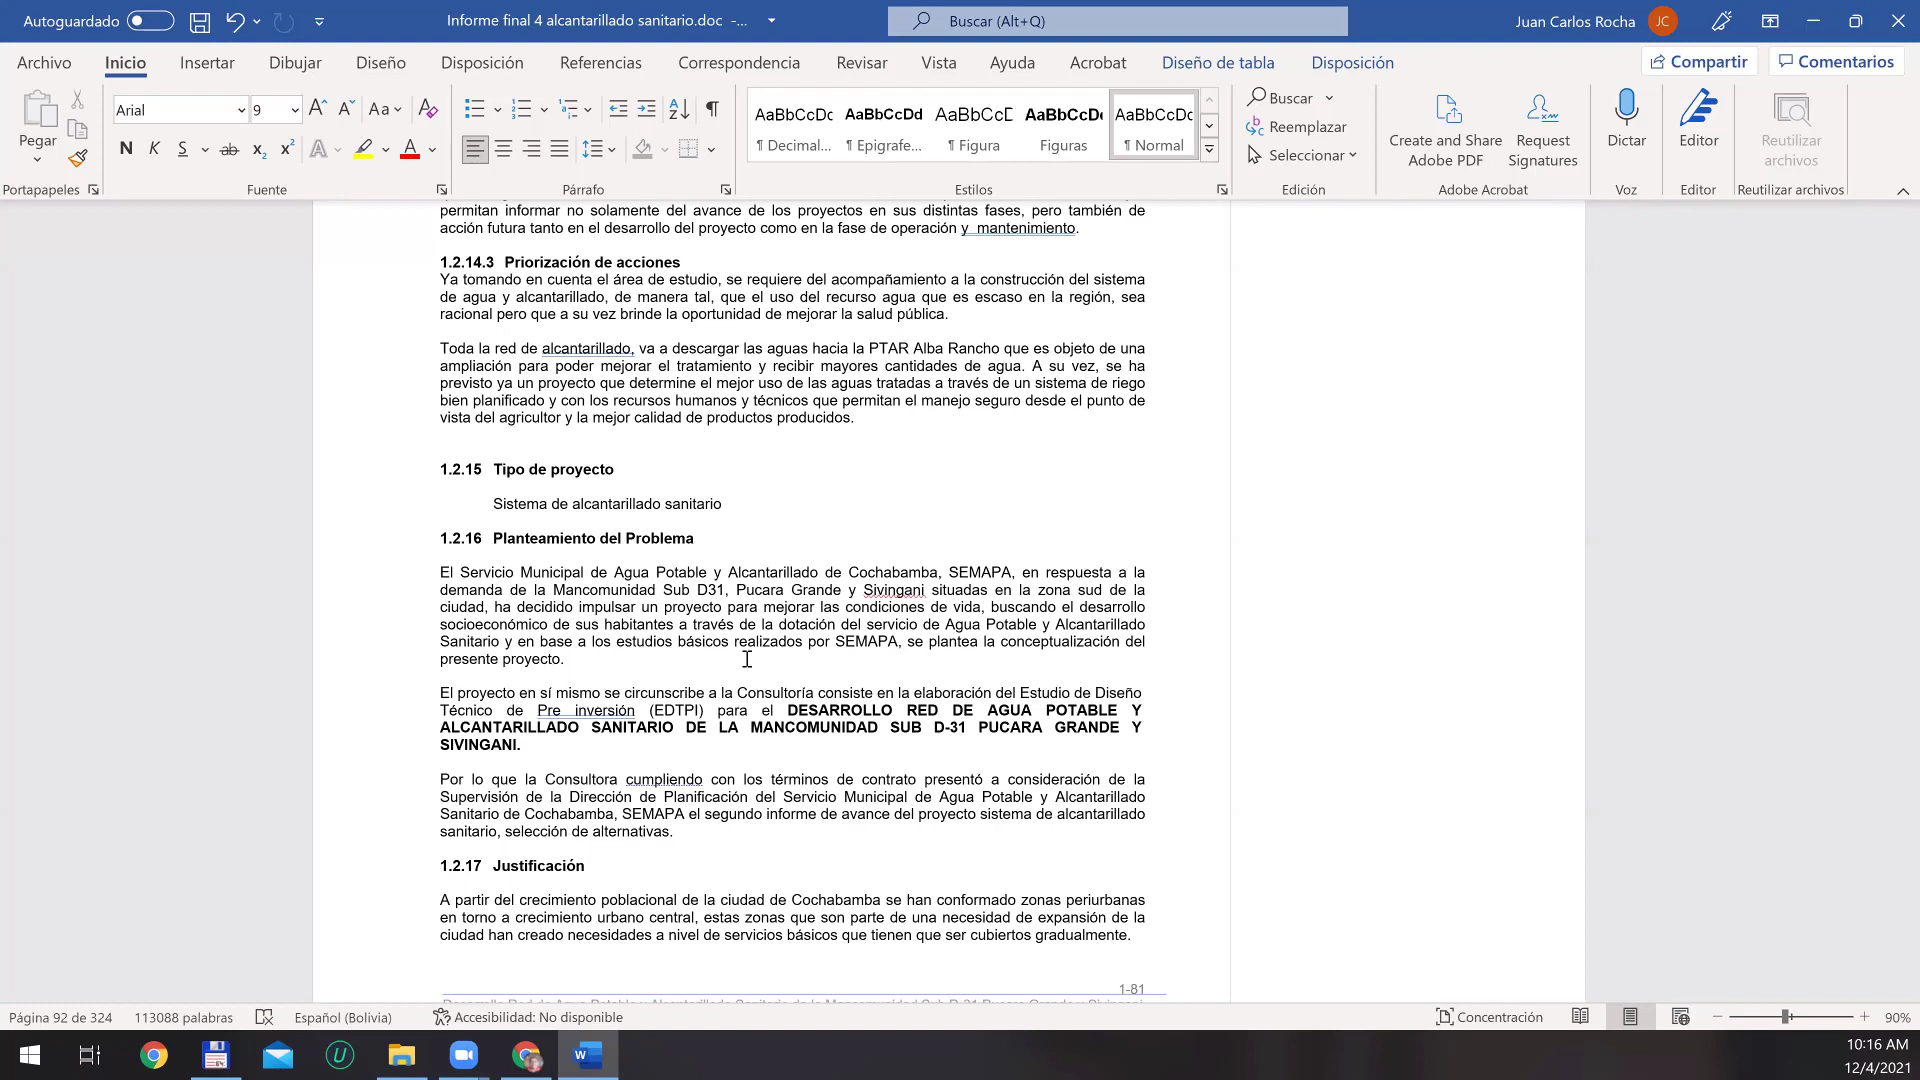 Autoguardado
Informe final 4 alcantarillado sanitario.doc -...
Buscar (Alt+Q)
Juan Carlos Rocha
JC
Archivo
Inicio
Insertar
Dibujar
Diseño
Disposición
Referencias
Correspondencia
Revisar
Vista
Ayuda
Acrobat
Diseño de tabla
Disposición
Compartir
Comentarios
Pegar
Arial
9
Aa
N K S ab x₂ x² A A
AaBbCcDc
AaBbCcDd
AaBbCcD
AaBbCcDc
AaBbCcDc
¶ Decimal...
¶ Epigrafe...
¶ Figura
Figuras
¶ Normal
Buscar
Reemplazar
Seleccionar
Create and Share
Adobe PDF
Request
Signatures
Dictar
Editor
Reutilizar
archivos
Portapapeles
Fuente
Párrafo
Estilos
Edición
Adobe Acrobat
Voz
Editor
Reutilizar archivos
permitan informar no solamente del avance de los proyectos en sus distintas fases, pero también de
acción futura tanto en el desarrollo del proyecto como en la fase de operación y mantenimiento.
1.2.14.3 Priorización de acciones
Ya tomando en cuenta el área de estudio, se requiere del acompañamiento a la construcción del sistema
de agua y alcantarillado, de manera tal, que el uso del recurso agua que es escaso en la región, sea
racional pero que a su vez brinde la oportunidad de mejorar la salud pública.
Toda la red de alcantarillado, va a descargar las aguas hacia la PTAR Alba Rancho que es objeto de una
ampliación para poder mejorar el tratamiento y recibir mayores cantidades de agua. A su vez, se ha
previsto ya un proyecto que determine el mejor uso de las aguas tratadas a través de un sistema de riego
bien planificado y con los recursos humanos y técnicos que permitan el manejo seguro desde el punto de
vista del agricultor y la mejor calidad de productos producidos.
1.2.15 Tipo de proyecto
Sistema de alcantarillado sanitario
1.2.16 Planteamiento del Problema
El Servicio Municipal de Agua Potable y Alcantarillado de Cochabamba, SEMAPA, en respuesta a la
demanda de la Mancomunidad Sub D31, Pucara Grande y Sivingani situadas en la zona sud de la
ciudad, ha decidido impulsar un proyecto para mejorar las condiciones de vida, buscando el desarrollo
socioeconómico de sus habitantes a través de la dotación del servicio de Agua Potable y Alcantarillado
Sanitario y en base a los estudios básicos realizados por SEMAPA, se plantea la conceptualización del
presente proyecto.
El proyecto en sí mismo se circunscribe a la Consultoría consiste en la elaboración del Estudio de Diseño
Técnico de Pre inversión (EDTPI) para el DESARROLLO RED DE AGUA POTABLE Y
ALCANTARILLADO SANITARIO DE LA MANCOMUNIDAD SUB D-31 PUCARA GRANDE Y
SIVINGANI.
Por lo que la Consultora cumpliendo con los términos de contrato presentó a consideración de la
Supervisión de la Dirección de Planificación del Servicio Municipal de Agua Potable y Alcantarillado
Sanitario de Cochabamba, SEMAPA el segundo informe de avance del proyecto sistema de alcantarillado
sanitario, selección de alternativas.
1.2.17 Justificación
A partir del crecimiento poblacional de la ciudad de Cochabamba se han conformado zonas periurbanas
en torno a crecimiento urbano central, estas zonas que son parte de una necesidad de expansión de la
ciudad han creado necesidades a nivel de servicios básicos que tienen que ser cubiertos gradualmente.
1-81
Desarrollo Red de Agua Potable y Alcantarillado Sanitario de la Mancomunidad Sub D-31 Pucara Grande y Sivingani
Página 92 de 324
113088 palabras
Español (Bolivia)
Accesibilidad: No disponible
Concentración
90%
10:16 AM
12/4/2021